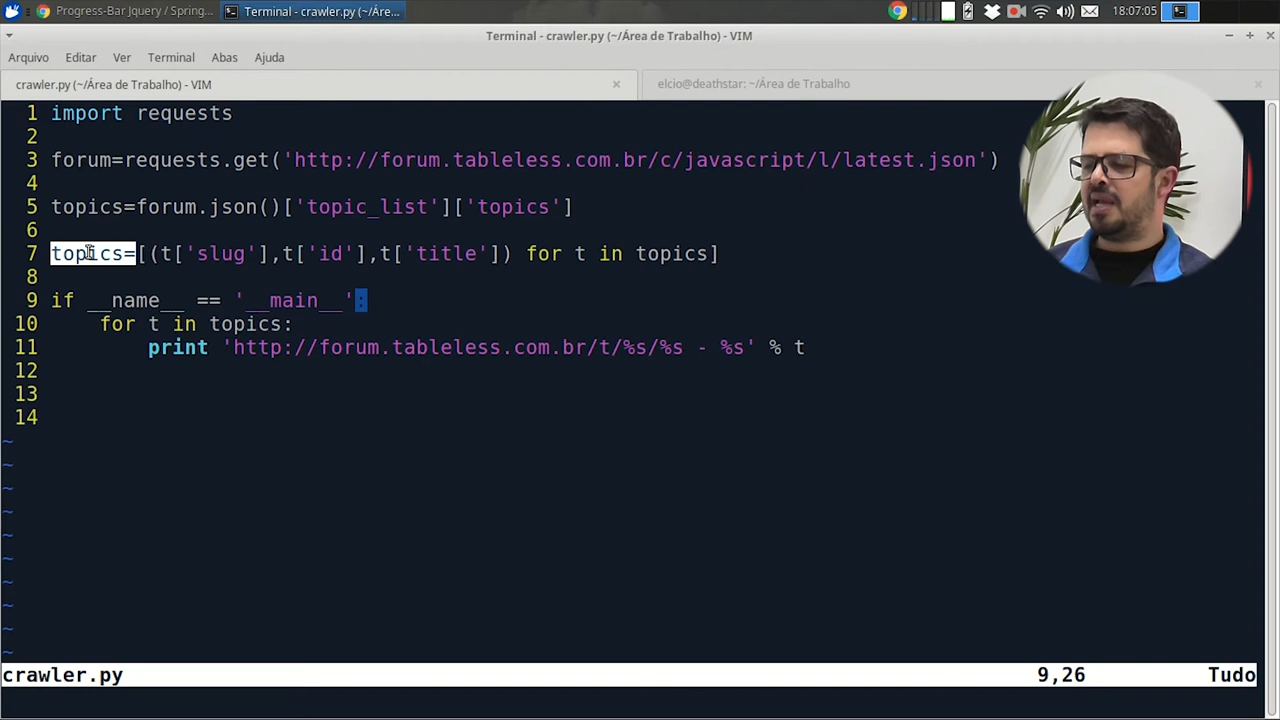 Progress-Bar Jquery / Spring...
Terminal - crawler.py (~/Áre...
18:07:05
Terminal - crawler.py (~/Área de Trabalho) - VIM
Arquivo Editar Ver Terminal Abas Ajuda
crawler.py (~/Área de Trabalho) - VIM
elcio@deathstar: ~/Área de Trabalho
1 import requests
2
3 forum=requests.get('http://forum.tableless.com.br/c/javascript/l/latest.json')
4
5 topics=forum.json()['topic_list']['topics']
6
7 topics=[(t['slug'],t['id'],t['title']) for t in topics]
8
9 if __name__ == '__main__':
10 for t in topics:
11 print 'http://forum.tableless.com.br/t/%s/%s - %s' % t
12
13
14
~
~
~
~
~
~
~
~
~
~
crawler.py 9,26 Tudo